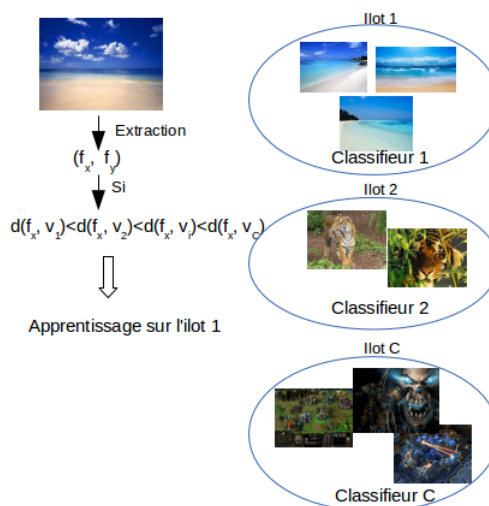 Extraction
(fx, fy)
Si
d(fx, v1)<d(fx, v2)<d(fx, vi)<d(fx, vC)
Apprentissage sur l'ilot 1
Ilot 1
Classifieur 1
Ilot 2
Classifieur 2
Ilot C
Classifieur C